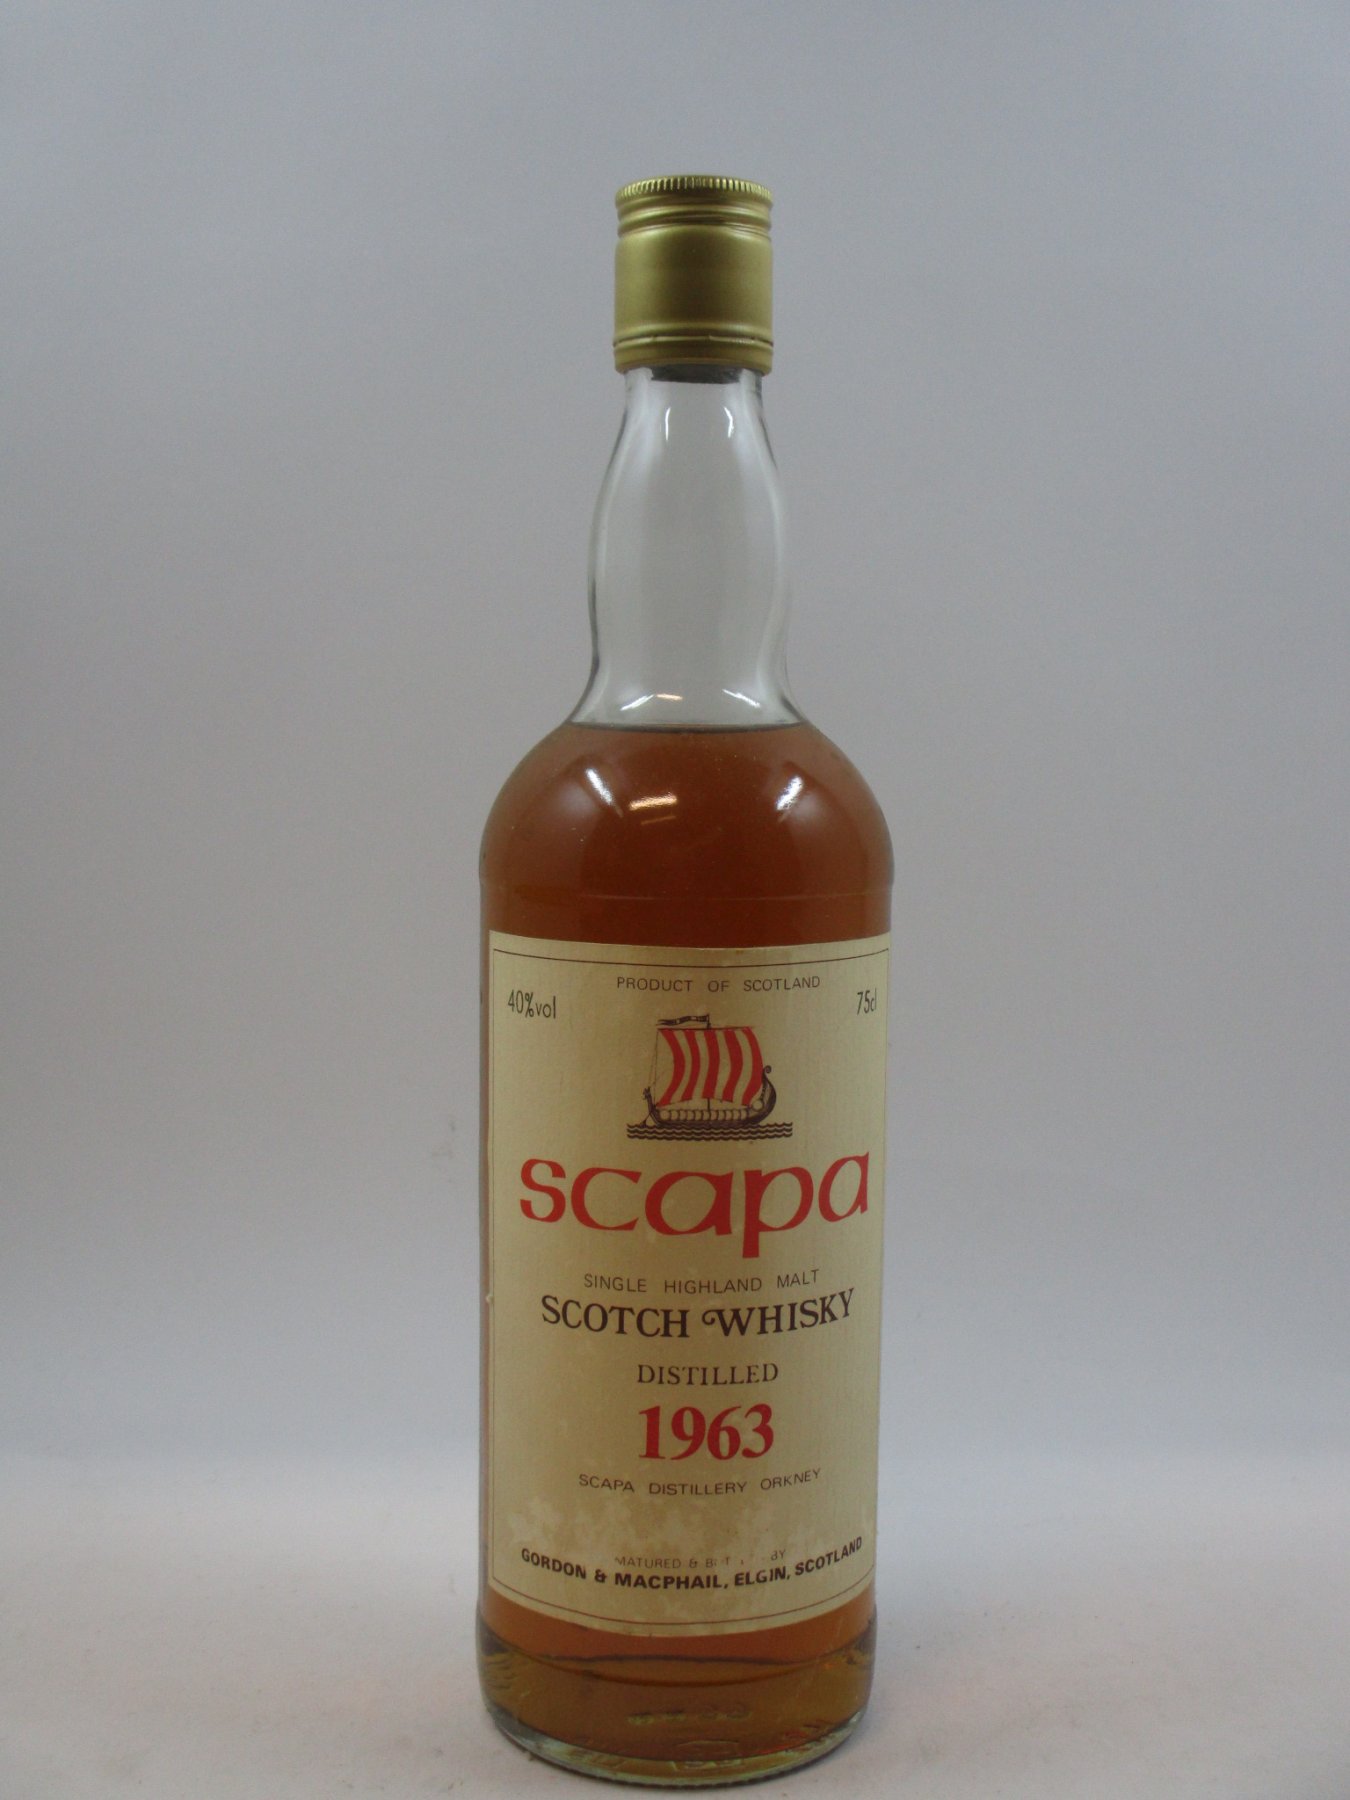 PRODUCT OF SCOTLAND
40%vol 75cl
scapa
SINGLE HIGHLAND MALT
SCOTCH WHISKY
DISTILLED
1963
SCAPA DISTILLERY ORKNEY
MATURED & BY
GORDON & MACPHAIL, ELGIN, SCOTLAND